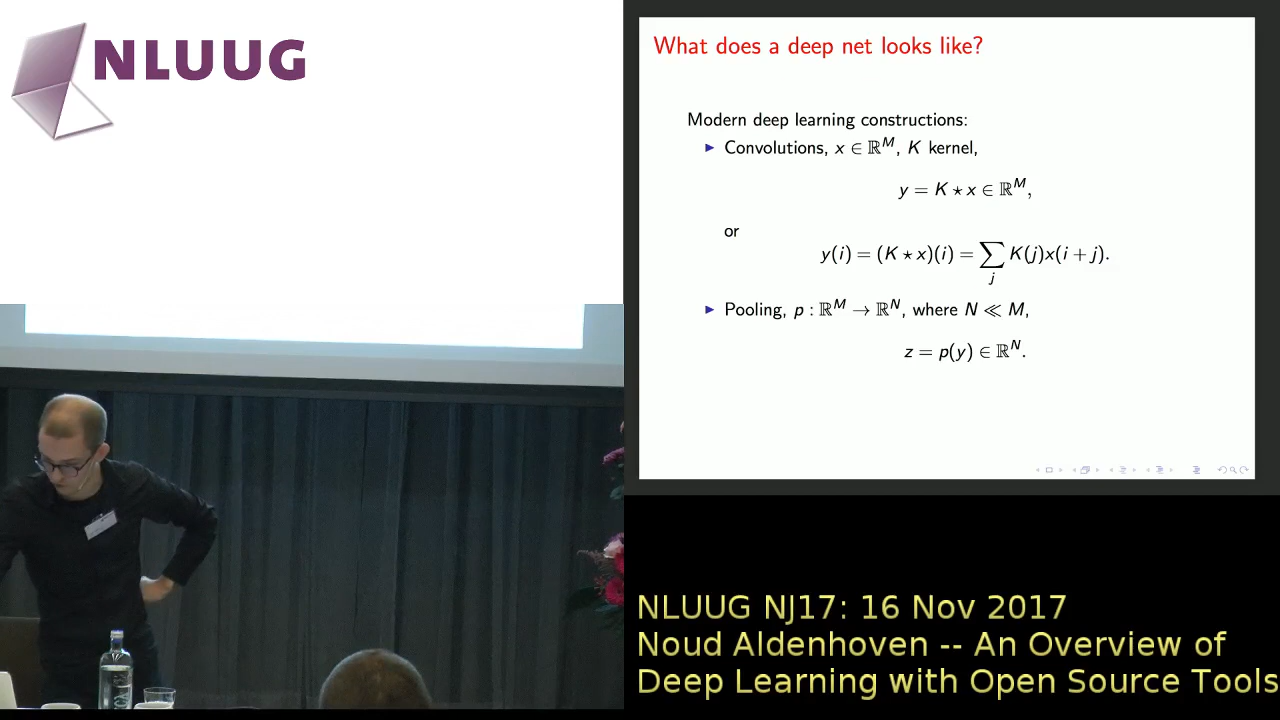 NLUUG
What does a deep net looks like?
Modern deep learning constructions:
► Convolutions, x ∈ ℝ^M, K kernel,
y = K ⋆ x ∈ ℝ^M,
or
y(i) = (K ⋆ x)(i) = ∑_j K(j)x(i + j).
► Pooling, p : ℝ^M → ℝ^N, where N ≪ M,
z = p(y) ∈ ℝ^N.
NLUUG NJ17: 16 Nov 2017
Noud Aldenhoven -- An Overview of
Deep Learning with Open Source Tools